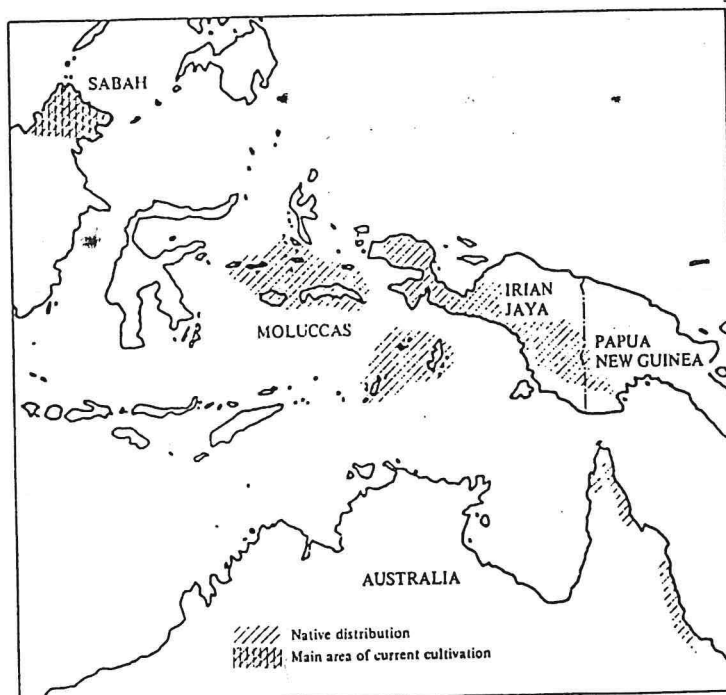 SABAH
MOLUCCAS
IRIAN
JAYA
PAPUA
NEW GUINEA
AUSTRALIA
Native distribution
Main area of current cultivation